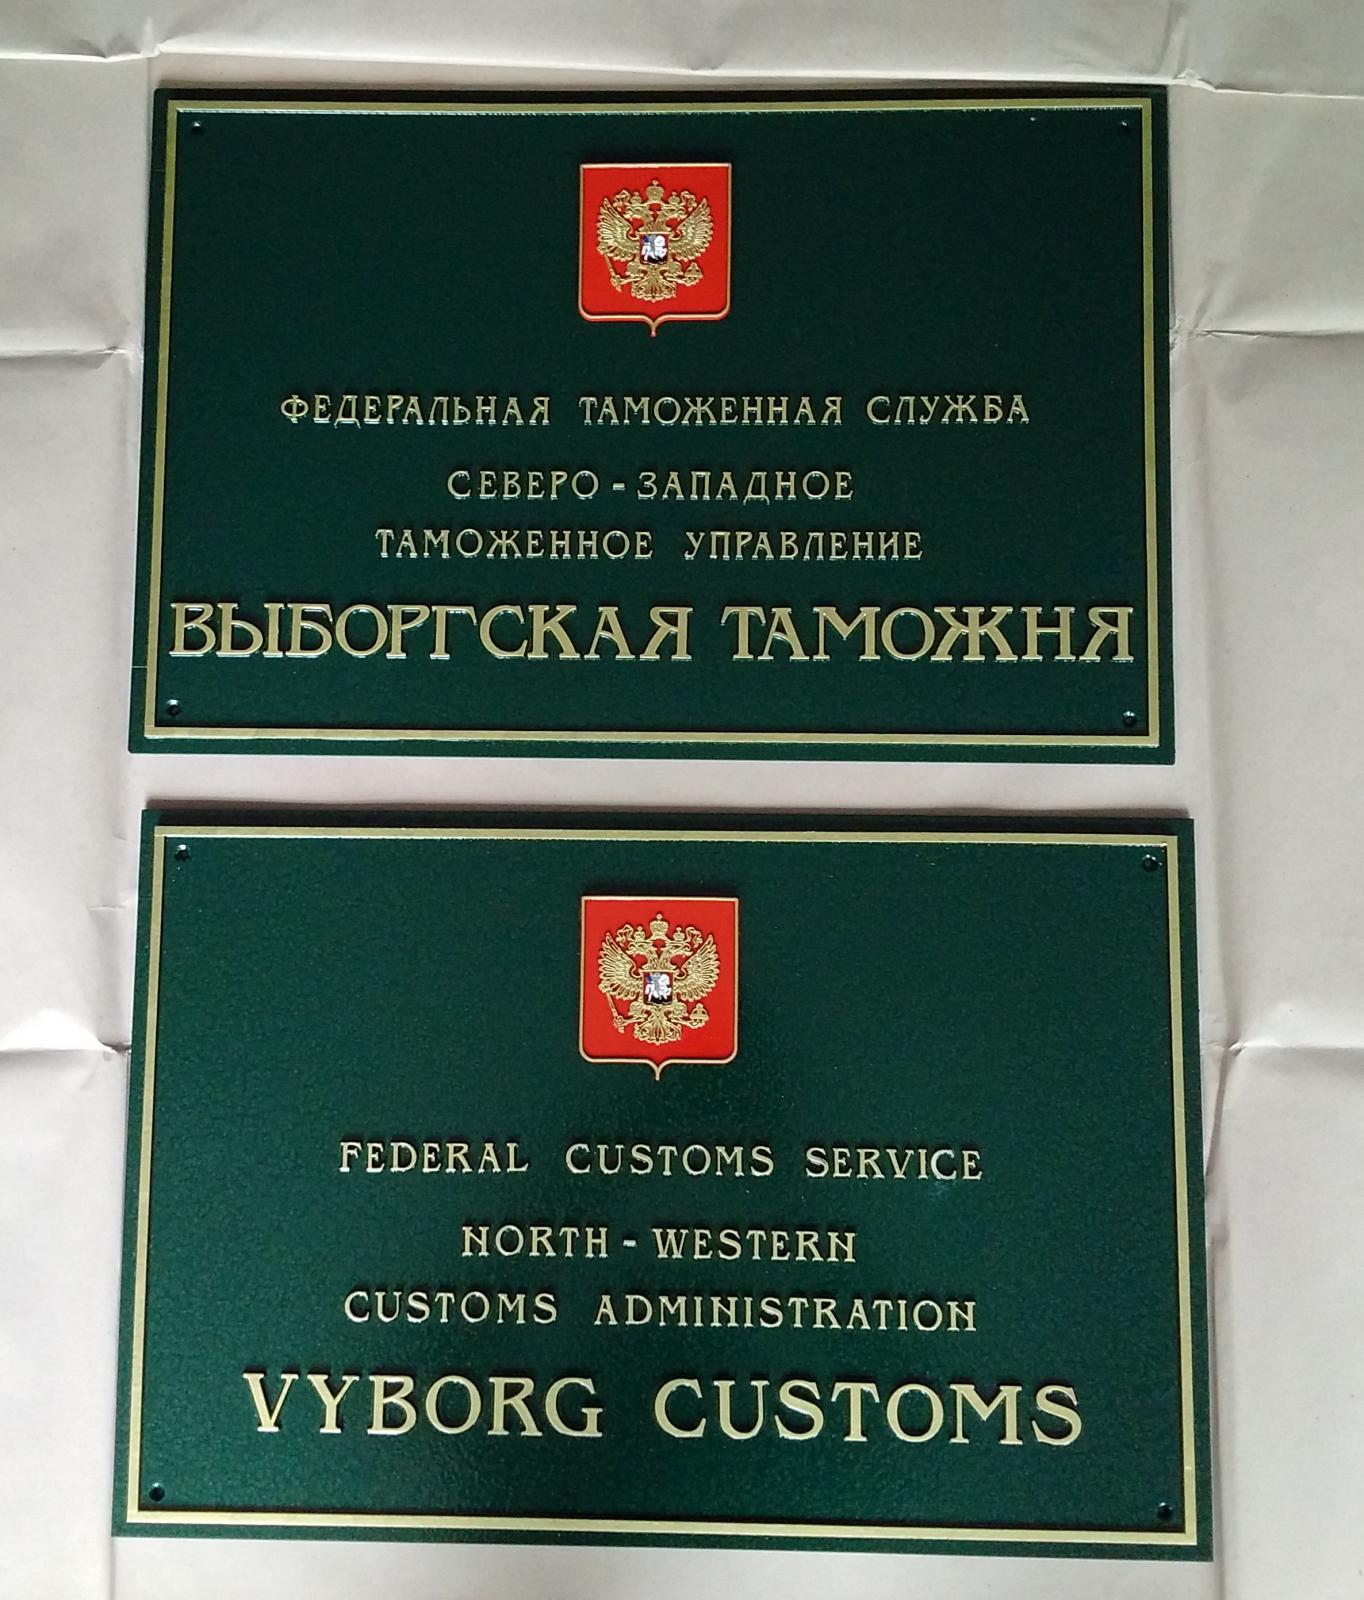 ФЕДЕРАЛЬНАЯ ТАМОЖЕННАЯ СЛУЖБА
СЕВЕРО - ЗАПАДНОЕ
ТАМОЖЕННОЕ УПРАВЛЕНИЕ
ВЫБОРГСКАЯ ТАМОЖНЯ
FEDERAL CUSTOMS SERVICE
NORTH - WESTERN
CUSTOMS ADMINISTRATION
VYBORG CUSTOMS